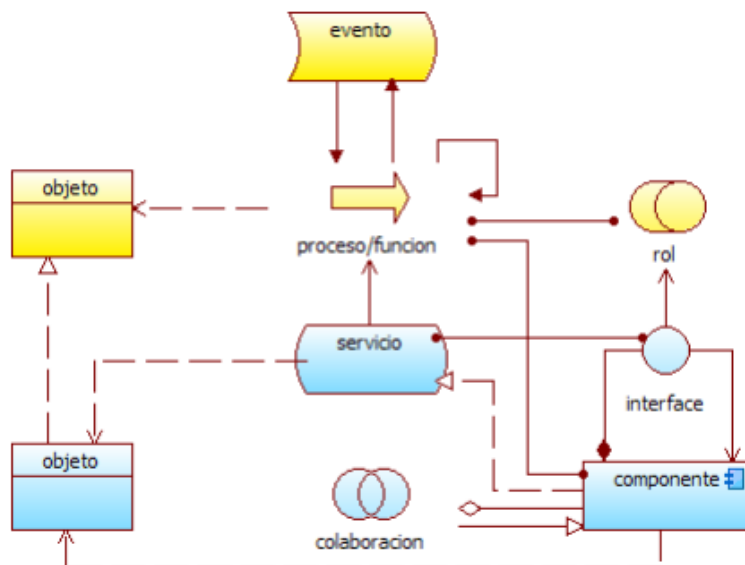 evento
objeto
proceso/funcion
rol
servicio
interface
objeto
componente
colaboracion